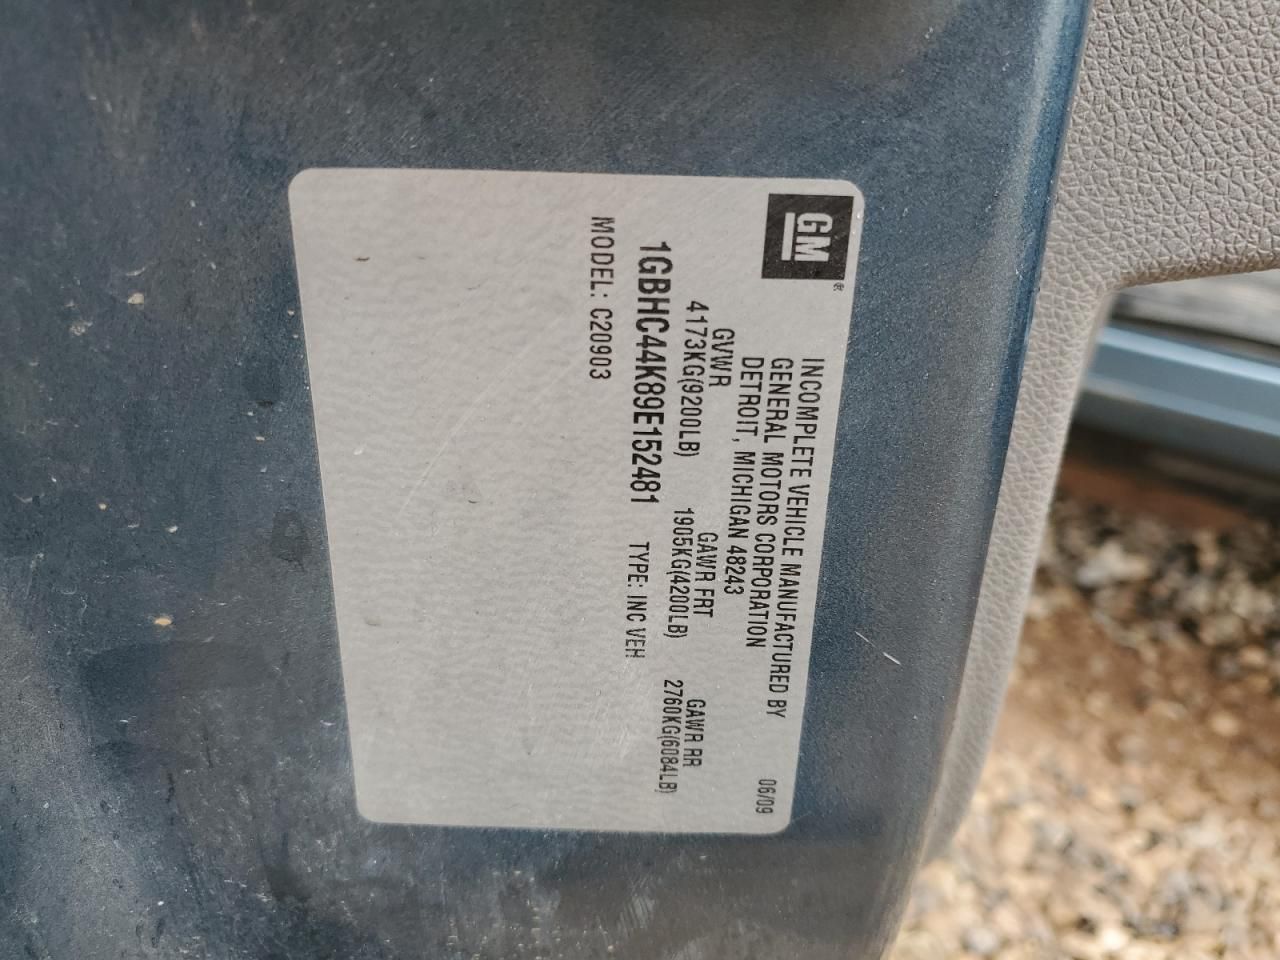 GM
INCOMPLETE VEHICLE MANUFACTURED BY
GENERAL MOTORS CORPORATION
DETROIT, MICHIGAN 48243
06/09
GVWR GAWR FRT GAWR RR
4173KG(9200LB) 1905KG(4200LB) 2760KG(6084LB)
1GBHC44K89E152481 TYPE: INC VEH
MODEL: C20903